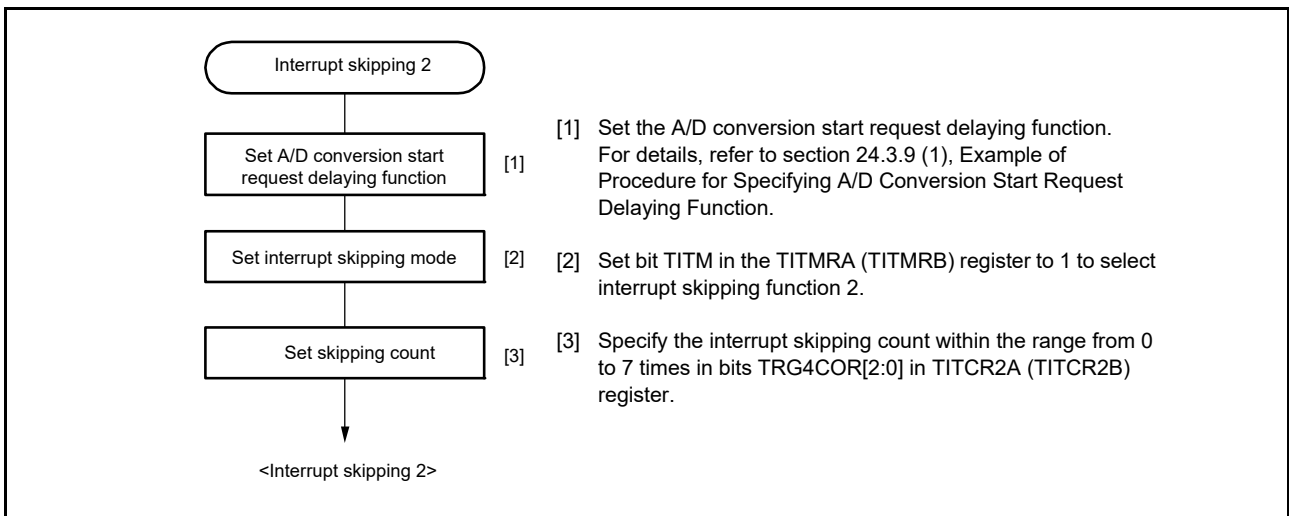 Interrupt skipping 2
Set A/D conversion start
request delaying function
[1]
[1] Set the A/D conversion start request delaying function.
For details, refer to section 24.3.9 (1), Example of
Procedure for Specifying A/D Conversion Start Request
Delaying Function.
Set interrupt skipping mode
[2]
[2] Set bit TITM in the TITMRA (TITMRB) register to 1 to select
interrupt skipping function 2.
Set skipping count
[3]
[3] Specify the interrupt skipping count within the range from 0
to 7 times in bits TRG4COR[2:0] in TITCR2A (TITCR2B)
register.
<Interrupt skipping 2>